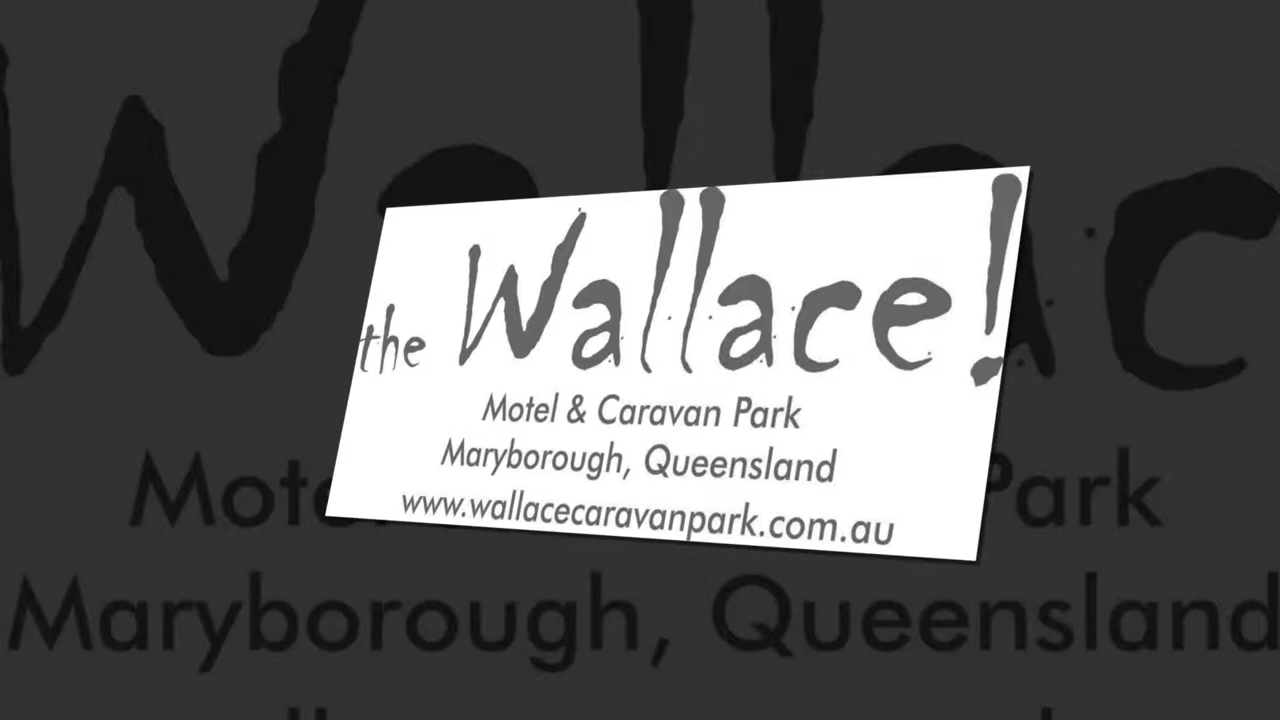 the Wallace!
Motel & Caravan Park
Maryborough, Queensland
www.wallacecaravanpark.com.au